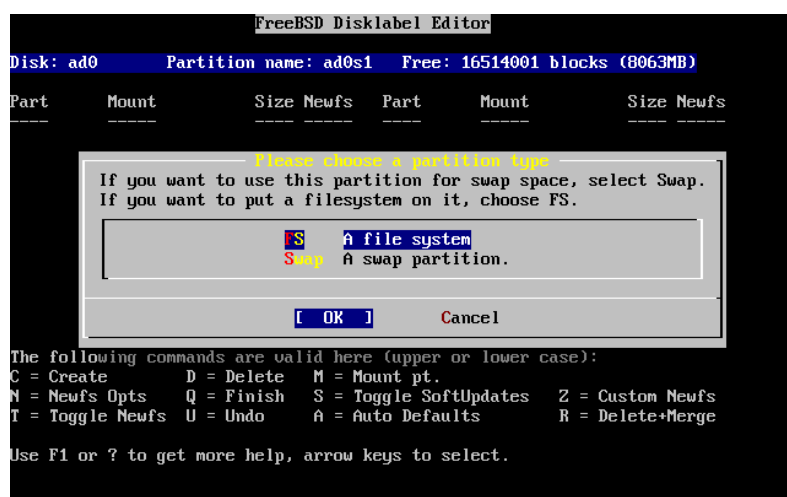 FreeBSD Disklabel Editor
Disk: ad0 Partition name: ad0s1 Free: 16514001 blocks (8063MB)
Part Mount Size Newfs Part Mount Size Newfs
---- ----- ---- ----- ---- ----- ---- -----
Please choose a partition type
If you want to use this partition for swap space, select Swap.
If you want to put a filesystem on it, choose FS.
FS A file system
Swap A swap partition.
[ OK ] Cancel
The following commands are valid here (upper or lower case):
C = Create D = Delete M = Mount pt.
N = Newfs Opts Q = Finish S = Toggle SoftUpdates Z = Custom Newfs
T = Toggle Newfs U = Undo A = Auto Defaults R = Delete+Merge
Use F1 or ? to get more help, arrow keys to select.